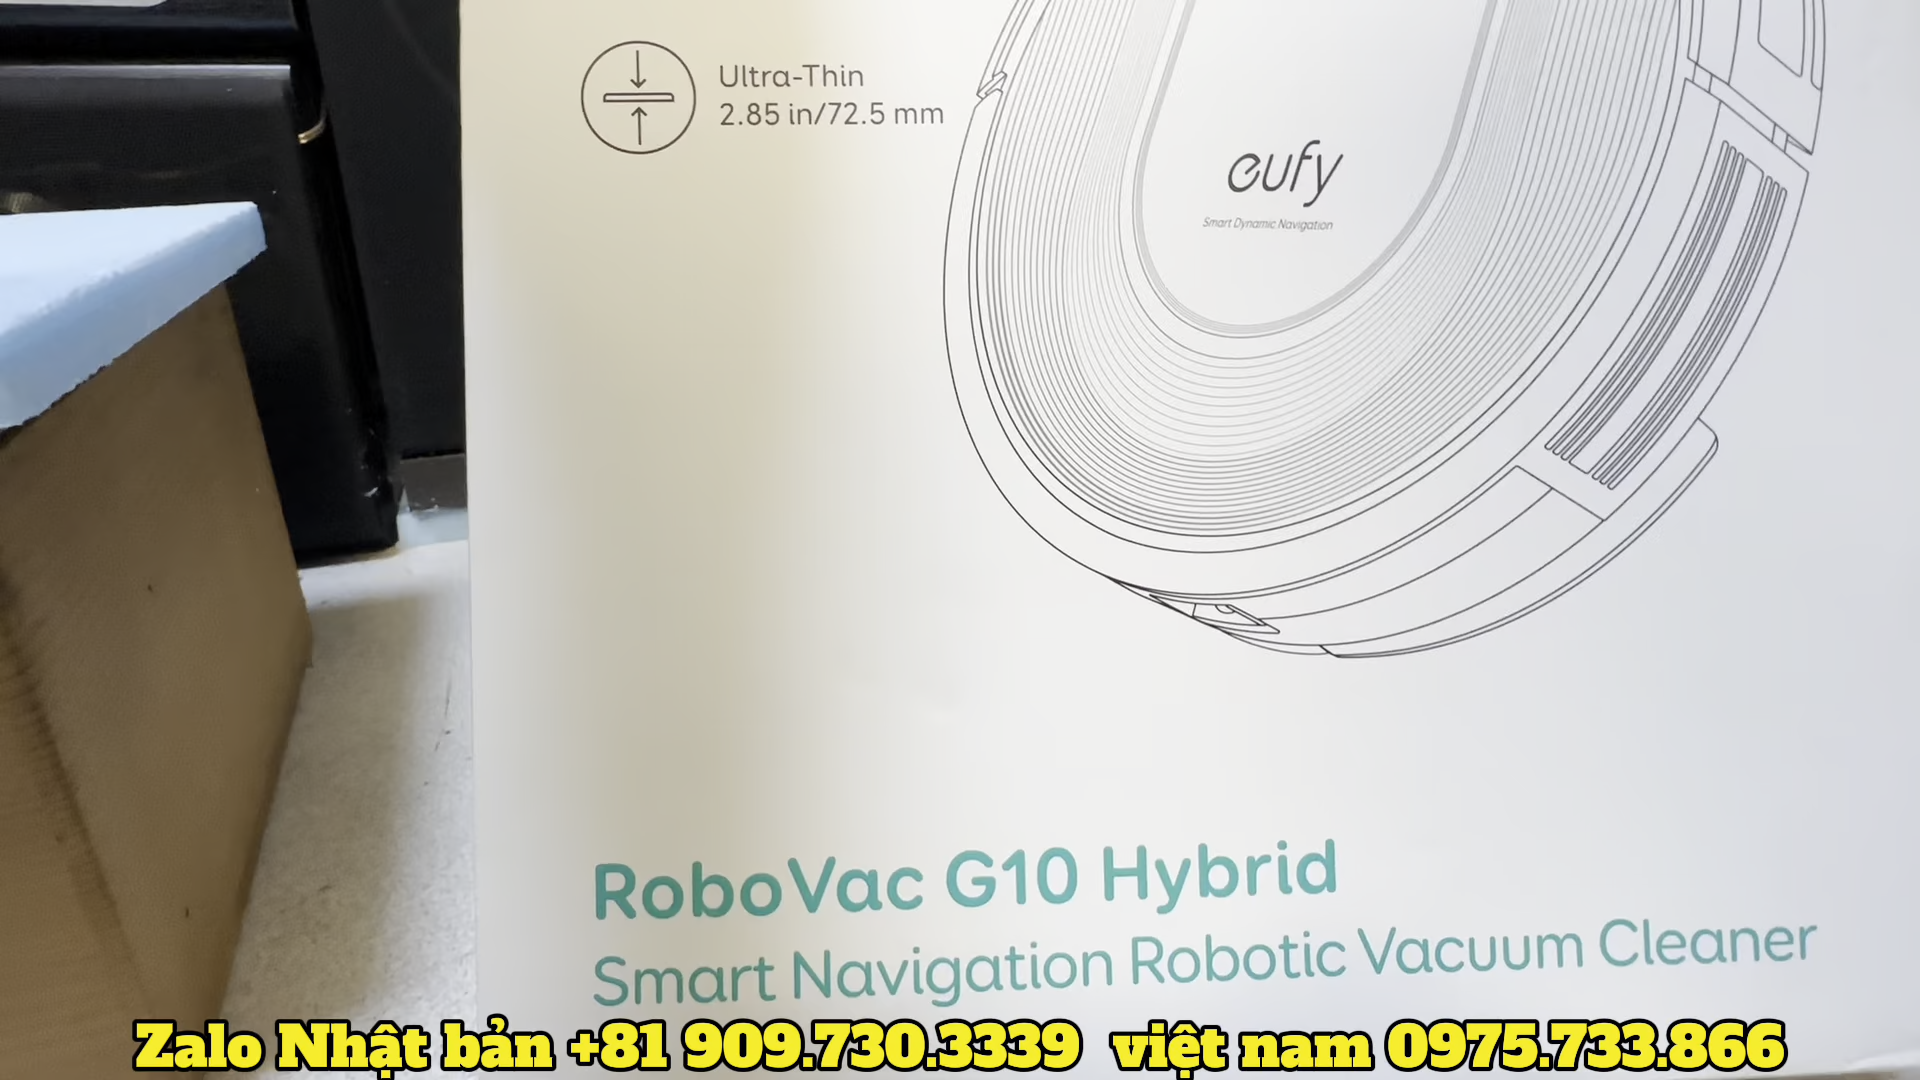 Ultra-Thin
2.85 in/72.5 mm
eufy
Smart Dynamic Navigation
RoboVac G10 Hybrid
Smart Navigation Robotic Vacuum Cleaner
Zalo Nhật bản +81 909.730.3339 việt nam 0975.733.866